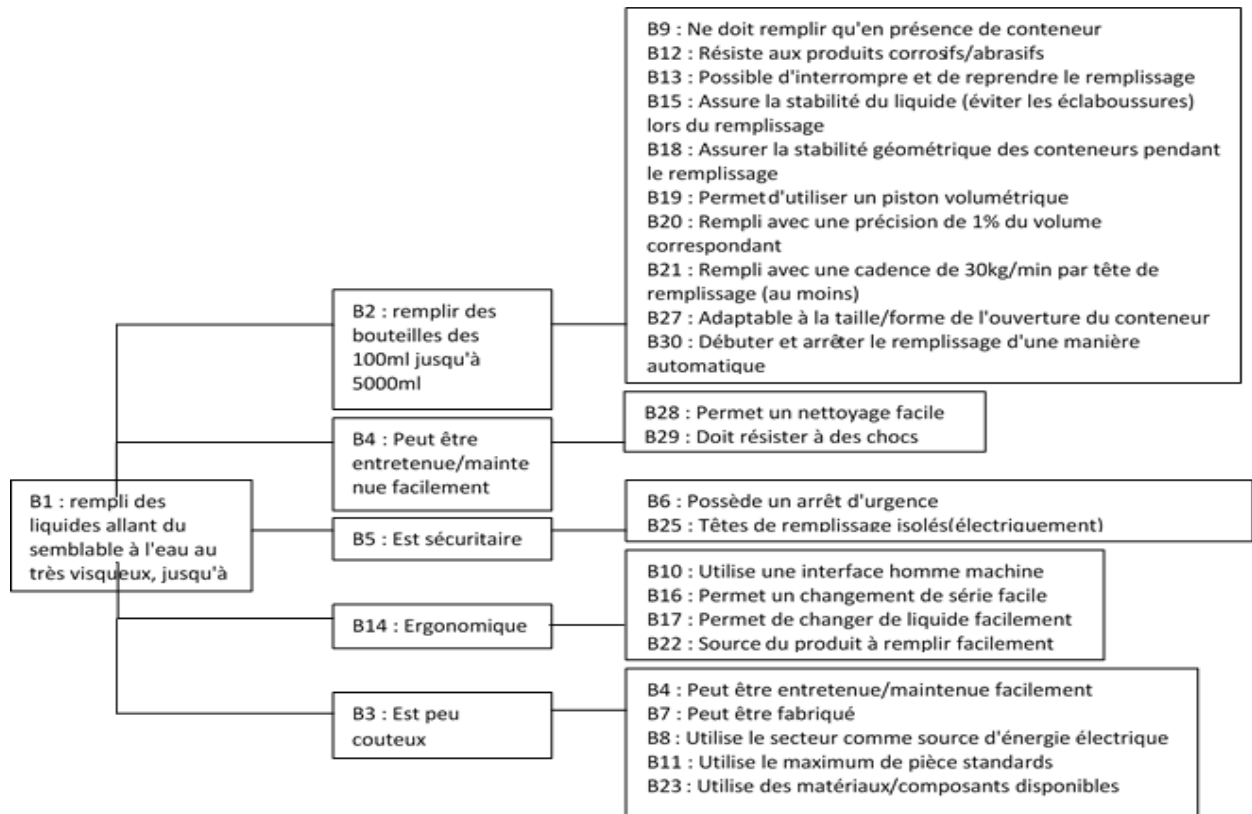 B9 : Ne doit remplir qu'en présence de conteneur
B12 : Résiste aux produits corrosifs/abrasifs
B13 : Possible d'interrompre et de reprendre le remplissage
B15 : Assure la stabilité du liquide (éviter les éclaboussures)
lors du remplissage
B18 : Assurer la stabilité géométrique des conteneurs pendant
le remplissage
B19 : Permet d'utiliser un piston volumétrique
B20 : Rempli avec une précision de 1% du volume
correspondant
B21 : Rempli avec une cadence de 30kg/min par tête de
remplissage (au moins)
B27 : Adaptable à la taille/forme de l'ouverture du conteneur
B30 : Débuter et arrêter le remplissage d'une manière
automatique
B2 : remplir des
bouteilles des
100ml jusqu'à
5000ml
B28 : Permet un nettoyage facile
B29 : Doit résister à des chocs
B4 : Peut être
entretenue/mainte
nue facilement
B1 : rempli des
liquides allant du
semblable à l'eau au
très visqueux, jusqu'à
B6 : Possède un arrêt d'urgence
B25 : Têtes de remplissage isolés(électriquement)
B5 : Est sécuritaire
B10 : Utilise une interface homme machine
B16 : Permet un changement de série facile
B17 : Permet de changer de liquide facilement
B22 : Source du produit à remplir facilement
B14 : Ergonomique
B4 : Peut être entretenue/maintenue facilement
B7 : Peut être fabriqué
B8 : Utilise le secteur comme source d'énergie électrique
B11 : Utilise le maximum de pièce standards
B23 : Utilise des matériaux/composants disponibles
B3 : Est peu
couteux